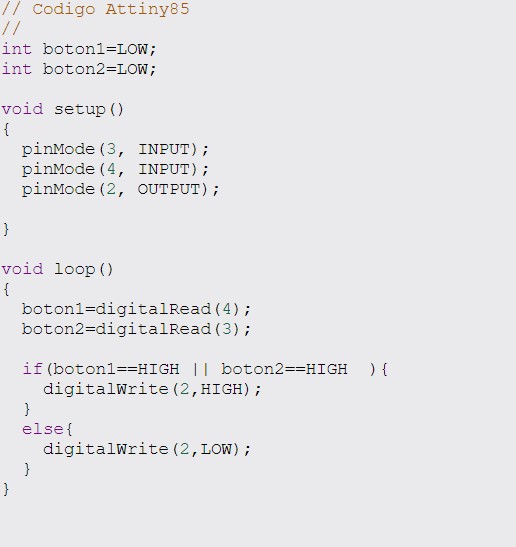 // Codigo Attiny85
//
int boton1=LOW;
int boton2=LOW;

void setup()
{
  pinMode(3, INPUT);
  pinMode(4, INPUT);
  pinMode(2, OUTPUT);

}

void loop()
{
  boton1=digitalRead(4);
  boton2=digitalRead(3);

  if(boton1==HIGH || boton2==HIGH  ){
    digitalWrite(2,HIGH);
  }
  else{
    digitalWrite(2,LOW);
  }
}